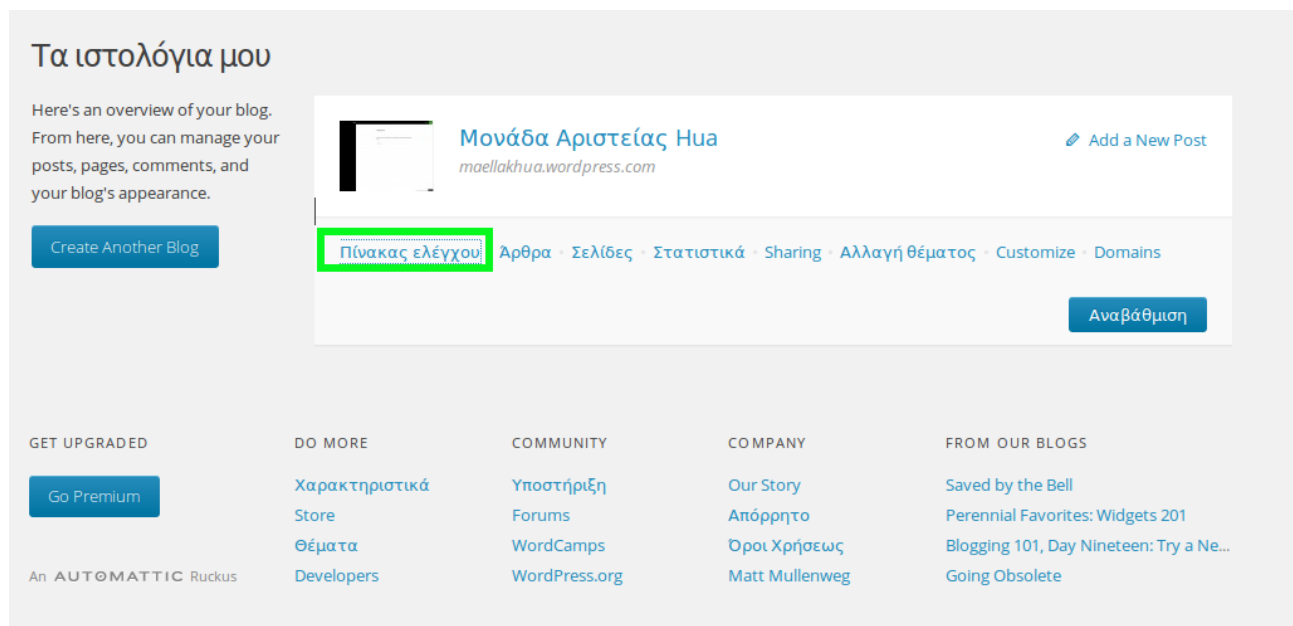 Τα ιστολόγια μου
Here's an overview of your blog.
From here, you can manage your
posts, pages, comments, and
your blog's appearance.
Create Another Blog
Μονάδα Αριστείας Hua
maellakhua.wordpress.com
Add a New Post
Πίνακας ελέγχου Άρθρα · Σελίδες · Στατιστικά · Sharing · Αλλαγή θέματος · Customize · Domains
Αναβάθμιση
GET UPGRADED
Go Premium
An AUTOMATTIC Ruckus
DO MORE
Χαρακτηριστικά
Store
Θέματα
Developers
COMMUNITY
Υποστήριξη
Forums
WordCamps
WordPress.org
COMPANY
Our Story
Απόρρητο
Όροι Χρήσεως
Matt Mullenweg
FROM OUR BLOGS
Saved by the Bell
Perennial Favorites: Widgets 201
Blogging 101, Day Nineteen: Try a Ne...
Going Obsolete